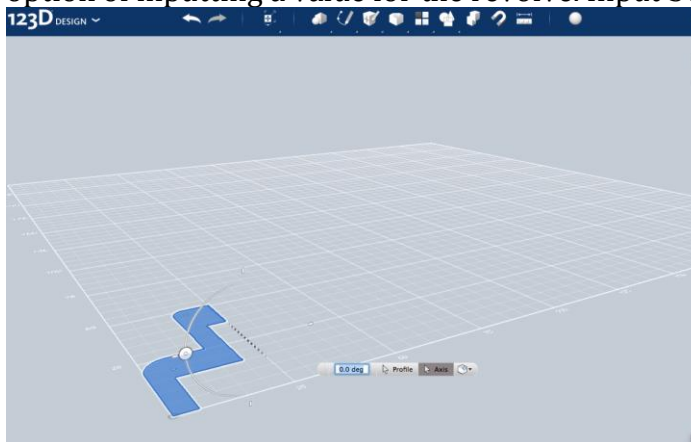 option of inputting a value for the revolve. Input 3
123D DESIGN
0.0 deg Profile Axis